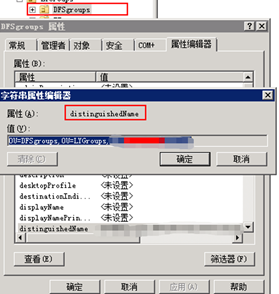 DFSgroups
DFSgroups 属性
常规 管理者 对象 安全 COM+ 属性编辑器
属性(B):
属性 值
字符串属性编辑器
属性(A): distinguishedName
值(V):
OU=DFSgroups,OU=LYGroups,
清除(C) 确定 取消
desktopProfile <未设置>
destinationIndi... <未设置>
displayName <未设置>
displayNamePrin... <未设置>
distinguishedName
查看(E) 筛选器(F)
确定 取消 应用(A) 帮助